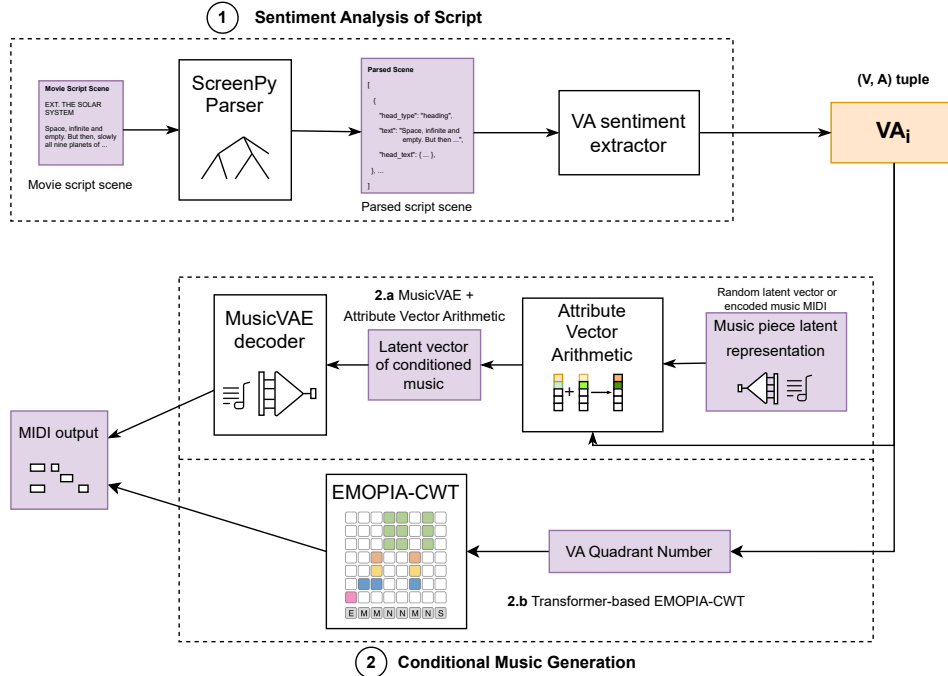 1
Sentiment Analysis of Script
Movie Script Scene
EXT. THE SOLAR
SYSTEM
Space, infinite and
empty. But then, slowly
all nine planets of ...
Movie script scene
ScreenPy
Parser
Parsed Scene
[
{
"head_type": "heading",
"text": "Space, infinite and
empty. But then ...",
"head_text": { ... },
}, ...
]
Parsed script scene
VA sentiment
extractor
(V, A) tuple
VAi
2.a MusicVAE +
Attribute Vector Arithmetic
MusicVAE
decoder
Latent vector
of conditioned
music
Attribute
Vector
Arithmetic
+
Random latent vector or
encoded music MIDI
Music piece latent
representation
MIDI output
EMOPIA-CWT
E M M N N M N S
VA Quadrant Number
2.b Transformer-based EMOPIA-CWT
2
Conditional Music Generation